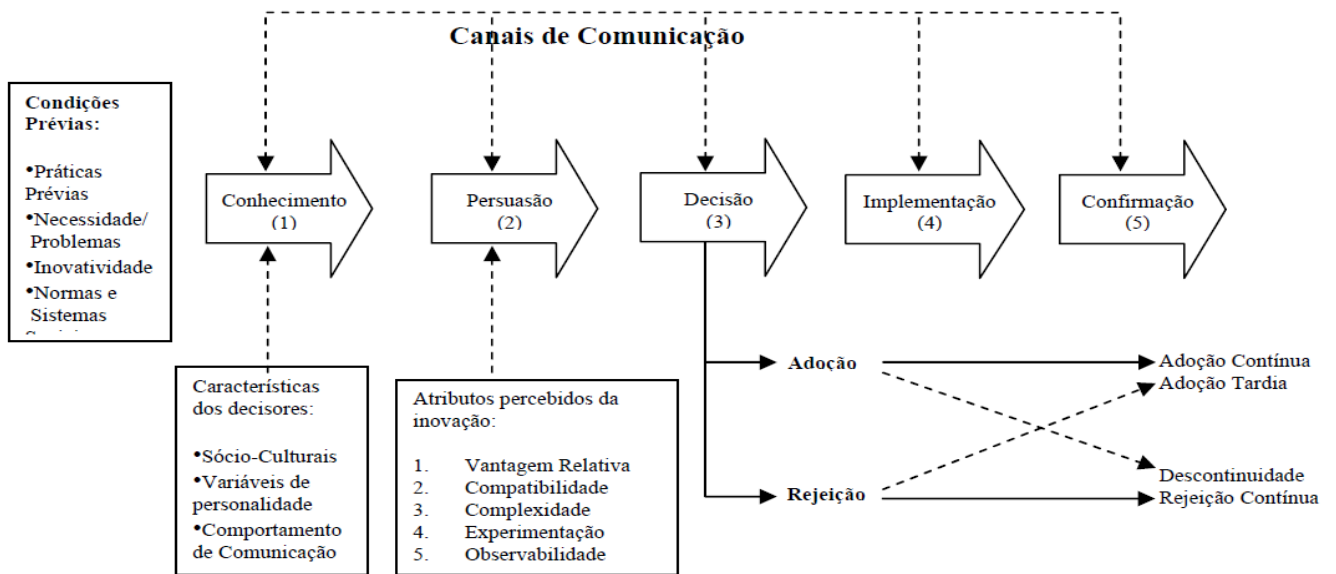 Canais de Comunicação
Condições
Prévias:
•Práticas
Prévias
•Necessidade/
Problemas
•Inovatividade
•Normas e
Sistemas
Conhecimento
(1)
Persuasão
(2)
Decisão
(3)
Implementação
(4)
Confirmação
(5)
Características
dos decisores:
•Sócio-Culturais
•Variáveis de
personalidade
•Comportamento
de Comunicação
Atributos percebidos da
inovação:
1. Vantagem Relativa
2. Compatibilidade
3. Complexidade
4. Experimentação
5. Observabilidade
Adoção
Rejeição
Adoção Contínua
Adoção Tardia
Descontinuidade
Rejeição Contínua